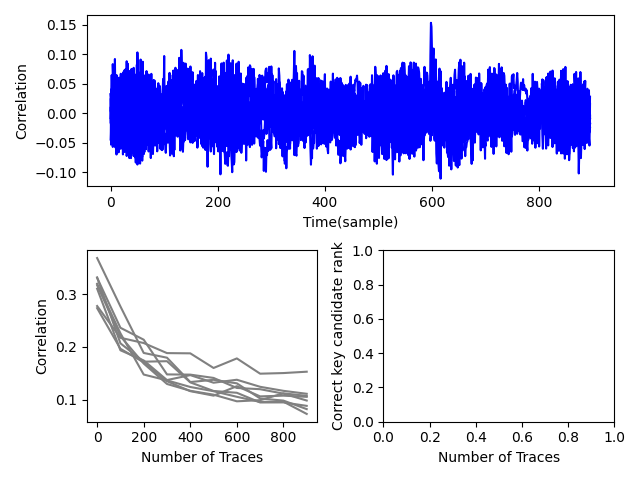 0.15
0.10
0.05
0.00
−0.05
−0.10
Correlation
0 200 400 600 800
Time(sample)
0.3
0.2
0.1
Correlation
0 200 400 600 800
Number of Traces
1.0
0.8
0.6
0.4
0.2
0.0
Correct key candidate rank
0.0 0.2 0.4 0.6 0.8 1.0
Number of Traces